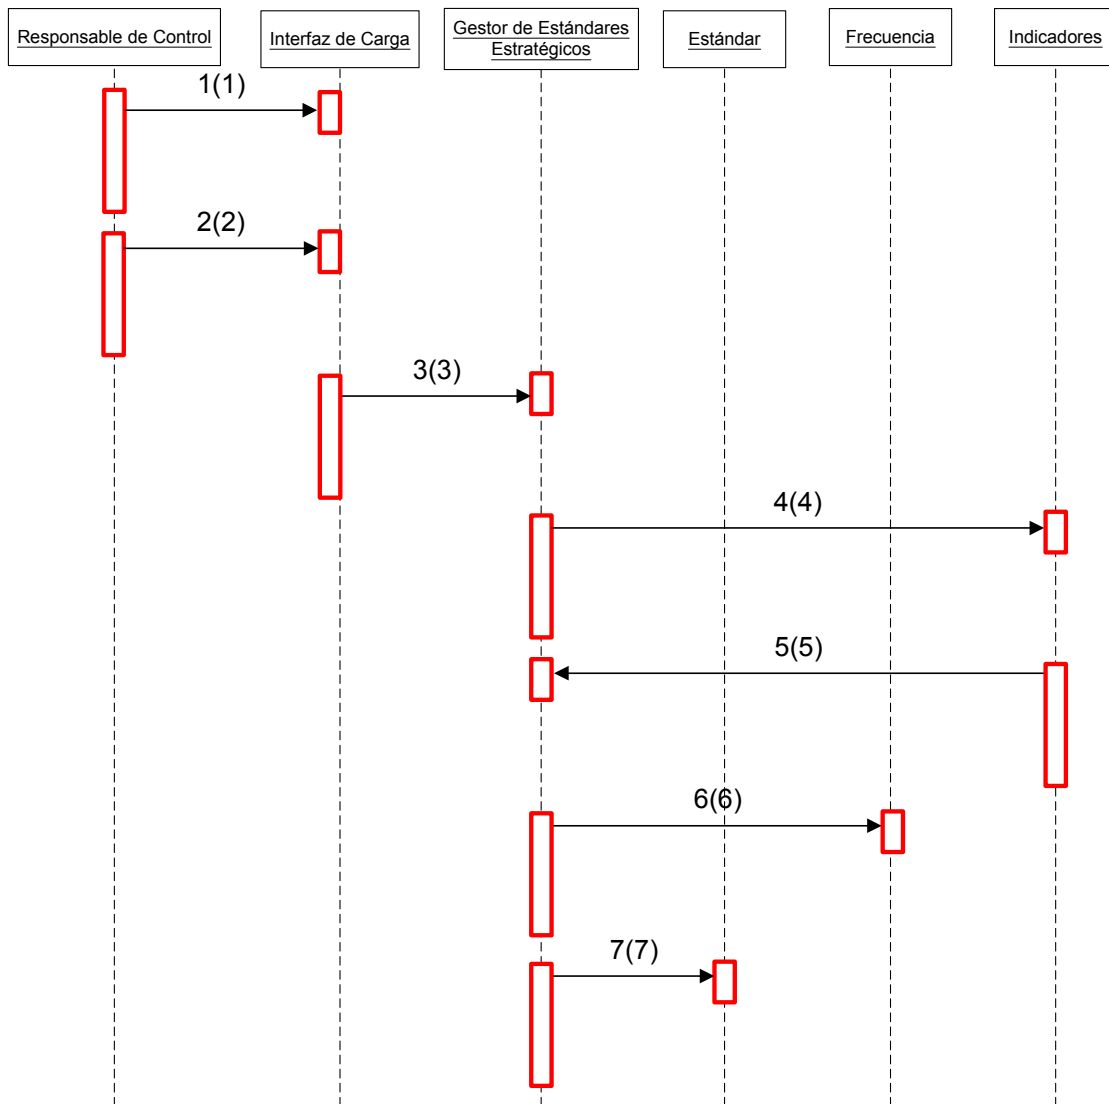 Responsable de Control
Interfaz de Carga
Gestor de Estándares
Estratégicos
Estándar
Frecuencia
Indicadores
1(1)
2(2)
3(3)
4(4)
5(5)
6(6)
7(7)